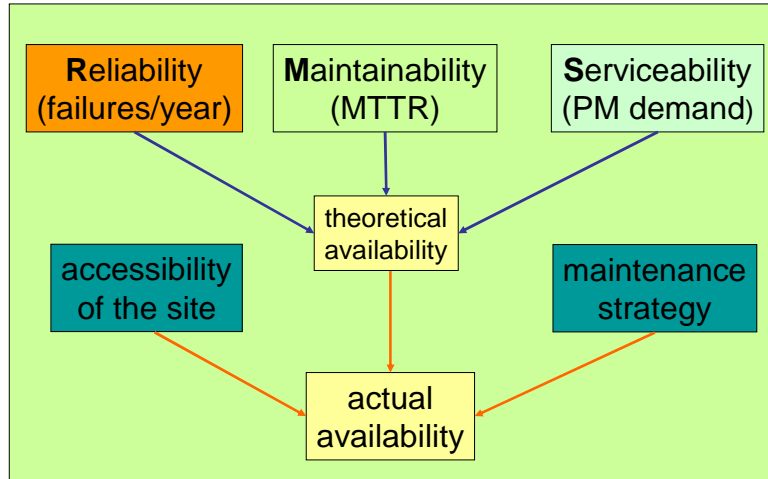 Reliability
(failures/year)
Maintainability
(MTTR)
Serviceability
(PM demand)
theoretical
availability
accessibility
of the site
maintenance
strategy
actual
availability